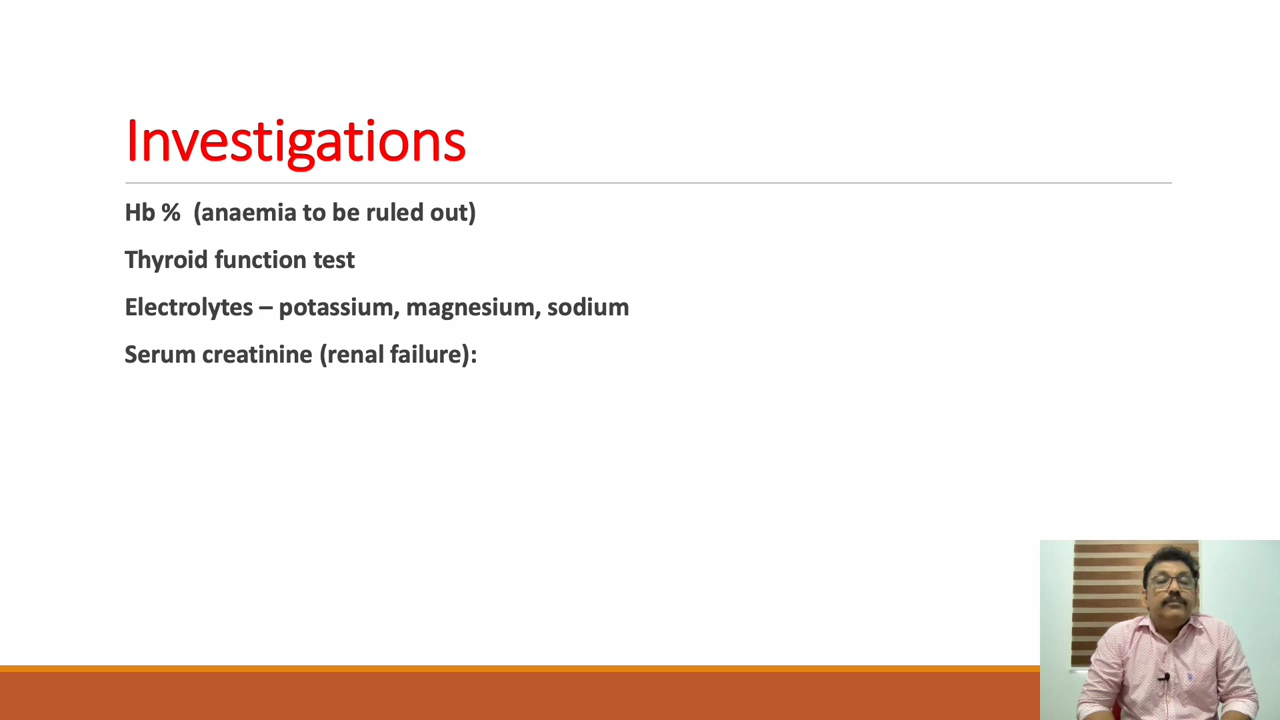 Investigations
Hb % (anaemia to be ruled out)
Thyroid function test
Electrolytes – potassium, magnesium, sodium
Serum creatinine (renal failure):